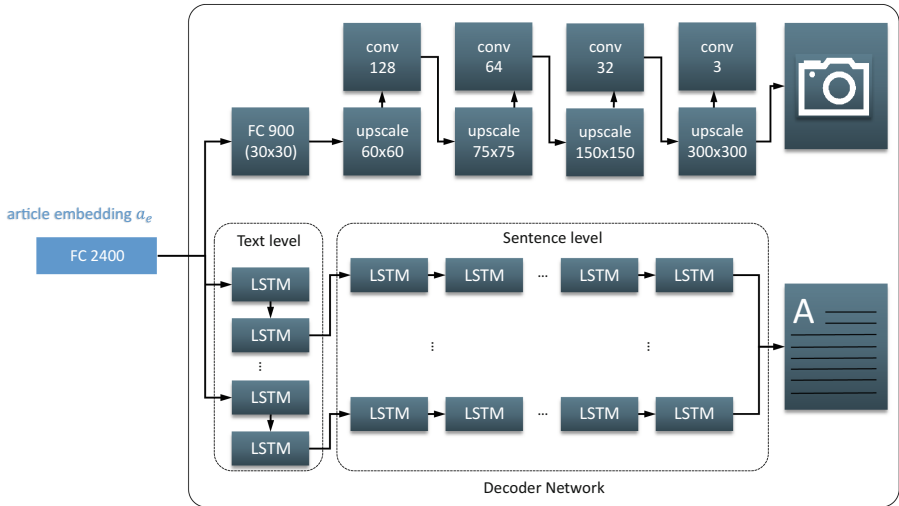 conv
128
conv
64
conv
32
conv
3
FC 900
(30x30)
upscale
60x60
upscale
75x75
upscale
150x150
upscale
300x300
article embedding aₑ
FC 2400
Text level
Sentence level
LSTM
LSTM
...
LSTM
LSTM
LSTM
LSTM
...
LSTM
LSTM
...
...
LSTM
LSTM
...
LSTM
LSTM
A
Decoder Network